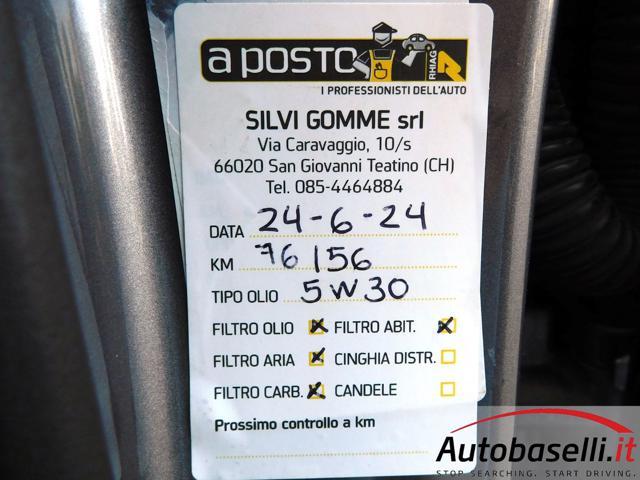 a POSTO
RHIAG
I PROFESSIONISTI DELL'AUTO
SILVI GOMME srl
Via Caravaggio, 10/s
66020 San Giovanni Teatino (CH)
Tel. 085-4464884
DATA 24-6-24
KM 76156
TIPO OLIO 5W30
FILTRO OLIO FILTRO ABIT.
FILTRO ARIA CINGHIA DISTR.
FILTRO CARB. CANDELE
Prossimo controllo a km
Autobaselli.it
STOP SEARCHING. START DRIVING.